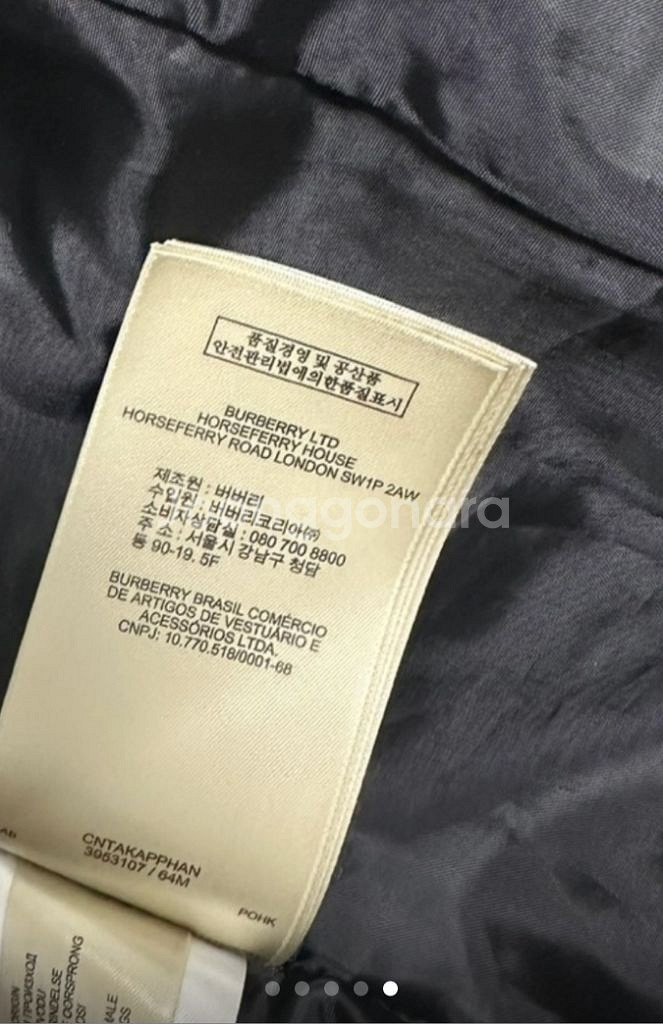 품질경영 및 공산품
안전관리법에의한품질표시
BURBERRY LTD
HORSEFERRY HOUSE
HORSEFERRY ROAD LONDON SW1P 2AW
제조원 : 버버리
수입원 : 버버리코리아(주)
소비자상담실 : 080 700 8800
주 소 : 서울시 강남구 청담
동 90-19. 5F
BURBERRY BRASIL COMÉRCIO
DE ARTIGOS DE VESTUÁRIO E
ACESSÓRIOS LTDA.
CNPJ: 10.770.518/0001-68
CNTAKAPPHAN
3953107 / 64M
POHK